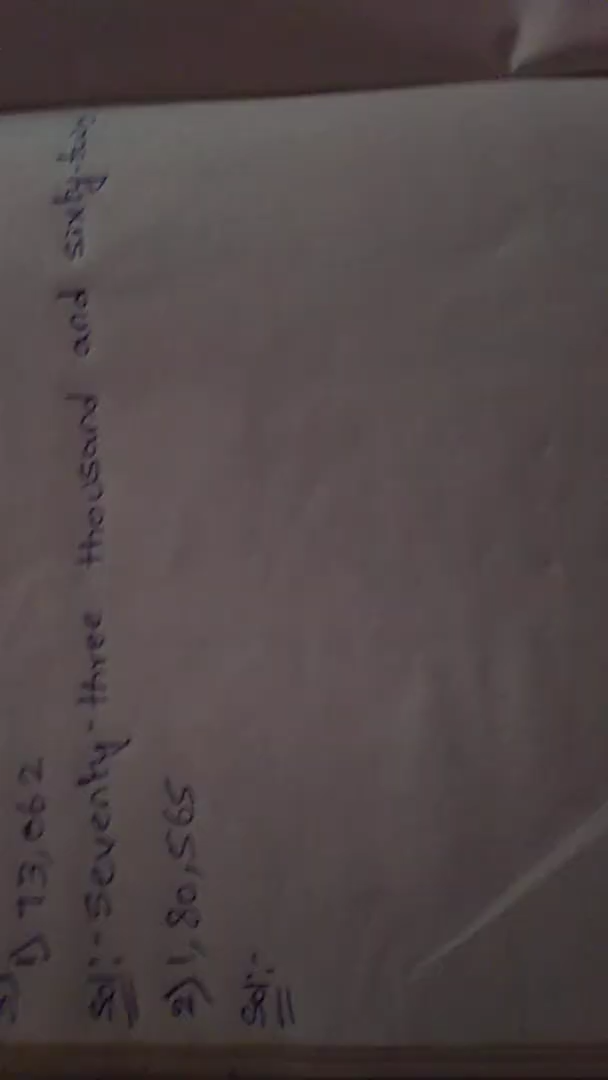 1) 73,062
Sol:- Seventy-three thousand and sixty-two
2) 1,80,565
Sol:-